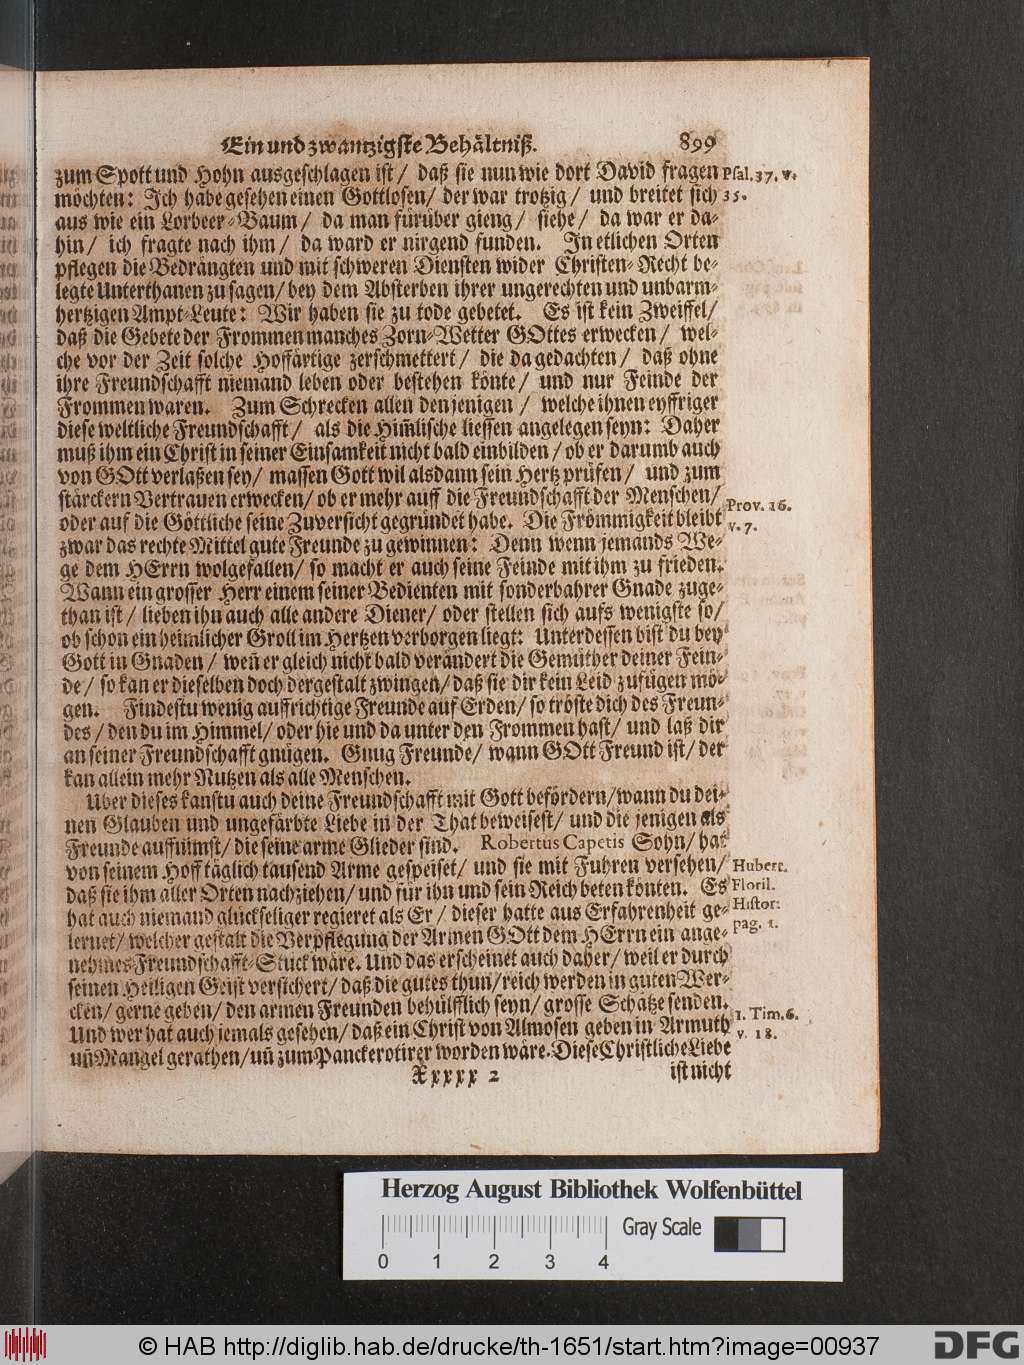 Ein und zwantzigste Behältniß. 899
zum Spott und Hohn ausgeschlagen ist / daß sie nun wie dort David fragen Psal. 37. v.
möchten: Ich habe gesehen einen Gottlosen / der war trotzig / und breitet sich 35.
aus wie ein Lorbeer-Baum / da man fürüber gieng / siehe / da war er da-
hin / ich fragte nach ihm / da ward er nirgend funden. In etlichen Orten
pflegen die Bedrängten und mit schweren Diensten wider Christen-Recht be-
legte Unterthanen zu sagen / bey dem Absterben ihrer ungerechten und unbarm-
hertzigen Ampt-Leute: Wir haben sie zu tode gebetet. Es ist kein Zweiffel /
daß die Gebete der Frommen manches Zorn-Wetter GOttes erwecken / wel-
che vor der Zeit solche Hoffärtige zerschmettert / die da gedachten / daß ohne
ihre Freundschafft niemand leben oder bestehen könte / und nur Feinde der
Frommen waren. Zum Schrecken allen denjenigen / welche ihnen eyffriger
diese weltliche Freundschafft / als die Him̃lische liessen angelegen seyn: Daher
muß ihm ein Christ in seiner Einsamkeit nicht bald einbilden / ob er darumb auch
von GOtt verlaßen sey / massen Gott wil alsdann sein Hertz prüfen / und zum
stärckern Vertrauen erwecken / ob er mehr auff die Freundschafft der Menschen /
oder auf die Göttliche seine Zuversicht gegründet habe. Die Frömmigkeit bleibt Prov. 16. v. 7.
zwar das rechte Mittel gute Freunde zu gewinnen: Denn wenn jemands We-
ge dem HErrn wolgefallen / so macht er auch seine Feinde mit ihm zu frieden.
Wann ein grosser Herr einem seiner Bedienten mit sonderbahrer Gnade zuge-
than ist / lieben ihn auch alle andere Diener / oder stellen sich aufs wenigste so /
ob schon ein heimlicher Groll im Hertzen verborgen liegt: Unterdessen bist du bey
Gott in Gnaden / weñ er gleich nicht bald verändert die Gemüther deiner Fein-
de / so kan er dieselben doch dergestalt zwingen / daß sie dir kein Leid zufügen mö-
gen. Findestu wenig auffrichtige Freunde auf Erden / so tröste dich des Freun-
des / den du im Himmel / oder hie und da unter den Frommen hast / und laß dir
an seiner Freundschafft gnügen. Gnug Freunde / wann GOtt Freund ist / der
kan allein mehr Nutzen als alle Menschen.
Uber dieses kanstu auch deine Freundschafft mit Gott befördern / wann du dei-
nen Glauben und ungefärbte Liebe in der That beweisest / und die jenigen als
Freunde auffnim̃st / die seine arme Glieder sind. Robertus Capetis Sohn / hat
von seinem Hoff täglich tausend Arme gespeiset / und sie mit Fuhren versehen / Hubert.
daß sie ihm aller Orten nachziehen / und für ihn und sein Reich beten könten. Es Floril.
hat auch niemand glückseliger regieret als Er / dieser hatte aus Erfahrenheit ge- Histor:
lernet / welcher gestalt die Verpflegung der Armen GOtt dem HErrn ein ange- pag. 1.
nehmes Freundschafft-Stück wäre. Und das erscheinet auch daher / weil er durch
seinen Heiligen Geist versichert / daß die gutes thun / reich werden in guten Wer-
cken / gerne geben / den armen Freunden behülfflich seyn / grosse Schätze senden.
Und wer hat auch jemals gesehen / daß ein Christ von Almosen geben in Armuth 1. Tim. 6. v. 18.
uñ Mangel gerathen / uñ zum Panckerotirer worden wäre. Diese Christliche Liebe
Xxxxx 2 ist nicht
Herzog August Bibliothek Wolfenbüttel
Gray Scale
0 1 2 3 4
© HAB http://diglib.hab.de/drucke/th-1651/start.htm?image=00937
DFG